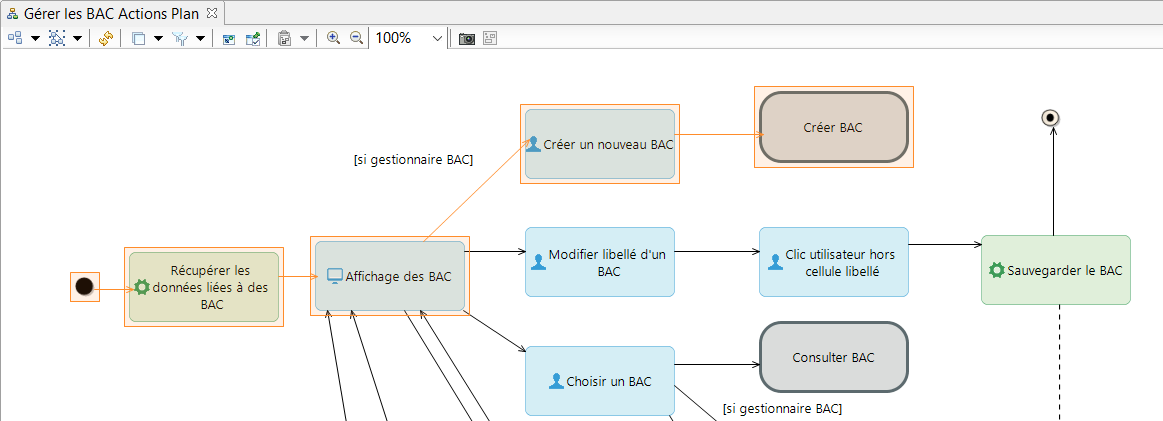 Gérer les BAC Actions Plan
100%
Créer BAC
Créer un nouveau BAC
[si gestionnaire BAC]
Modifier libellé d'un
BAC
Clic utilisateur hors
cellule libellé
Récupérer les
données liées à des
BAC
Affichage des BAC
Sauvegarder le BAC
Consulter BAC
Choisir un BAC
[si gestionnaire BAC]